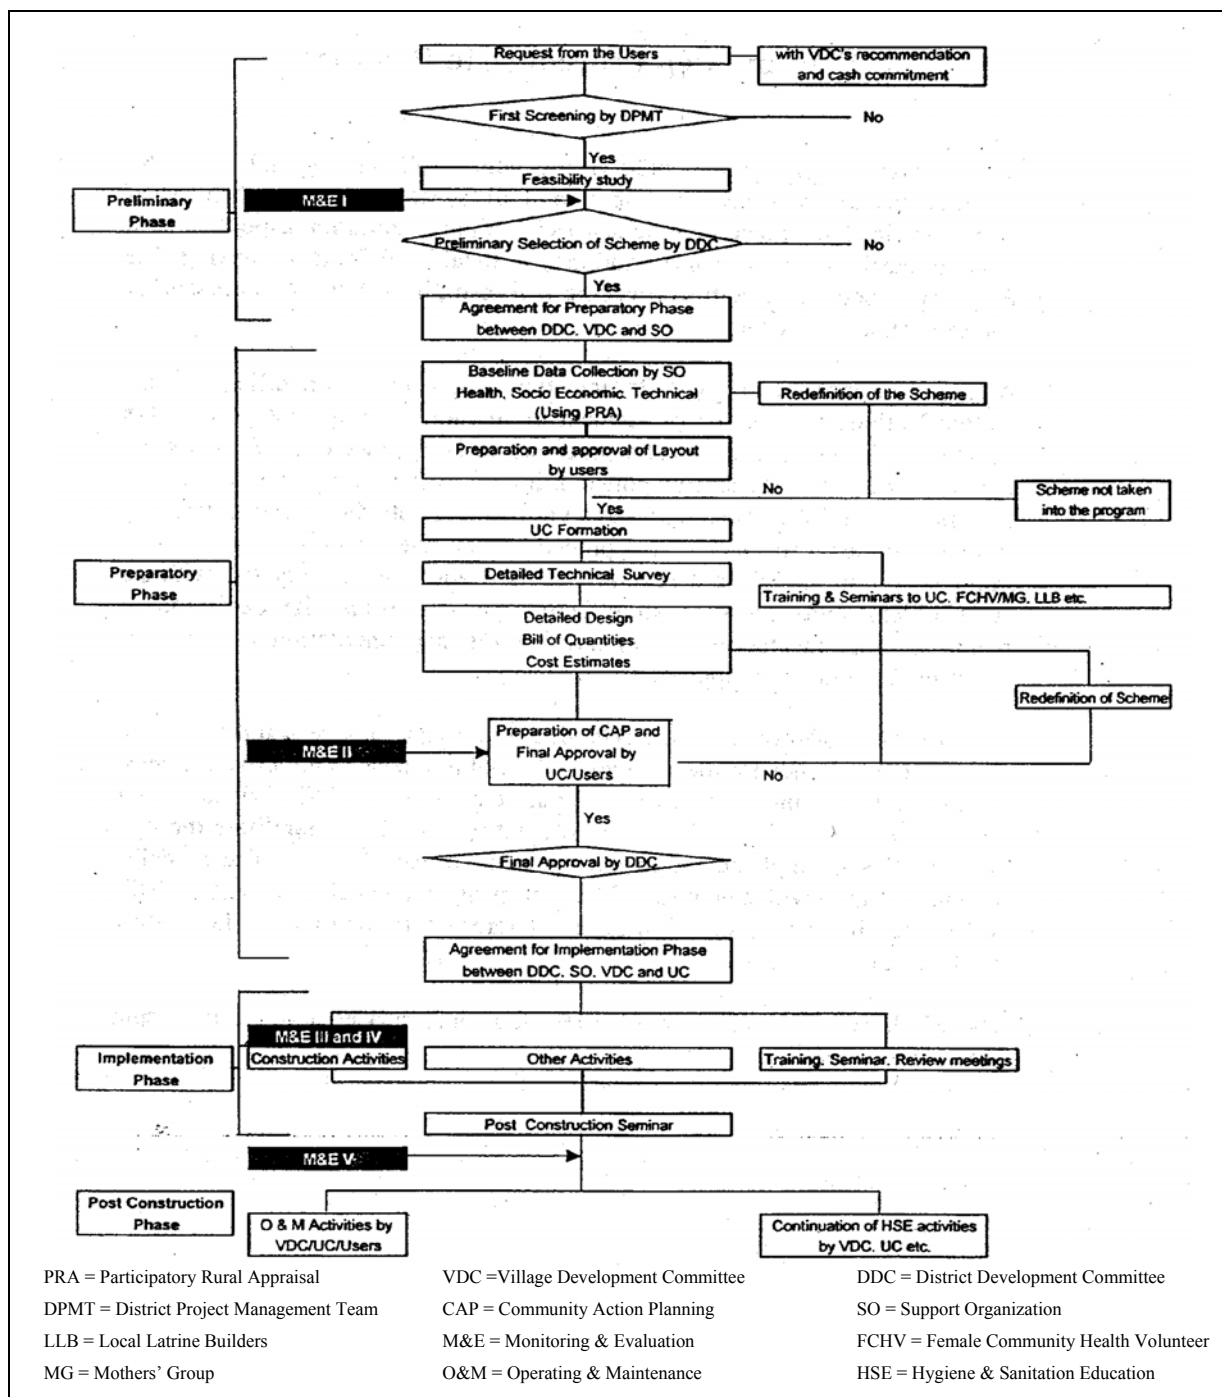 Request from the Users
with VDC's recommendation
and cash commitment
First Screening by DPMT
No
Yes
Feasibility study
Preliminary
Phase
M&E I
Preliminary Selection of Scheme by DDC
No
Yes
Agreement for Preparatory Phase
between DDC. VDC and SO
Baseline Data Collection by SO
Health, Socio Economic. Technical
(Using PRA)
Redefinition of the Scheme
Preparation and approval of Layout
by users
No
Yes
Scheme not taken
into the program
UC Formation
Preparatory
Phase
Detailed Technical Survey
Training & Seminars to UC. FCHV/MG. LLB etc.
Detailed Design
Bill of Quantities
Cost Estimates
Redefinition of Scheme
M&E II
Preparation of CAP and
Final Approval by
UC/Users
No
Yes
Final Approval by DDC
Agreement for Implementation Phase
between DDC. SO. VDC and UC
Implementation
Phase
M&E III and IV
Construction Activities
Other Activities
Training. Seminar. Review meetings
Post Construction Seminar
M&E V
Post Construction
Phase
O & M Activities by
VDC/UC/Users
Continuation of HSE activities
by VDC. UC etc.
PRA = Participatory Rural Appraisal
VDC =Village Development Committee
DDC = District Development Committee
DPMT = District Project Management Team
CAP = Community Action Planning
SO = Support Organization
LLB = Local Latrine Builders
M&E = Monitoring & Evaluation
FCHV = Female Community Health Volunteer
MG = Mothers' Group
O&M = Operating & Maintenance
HSE = Hygiene & Sanitation Education